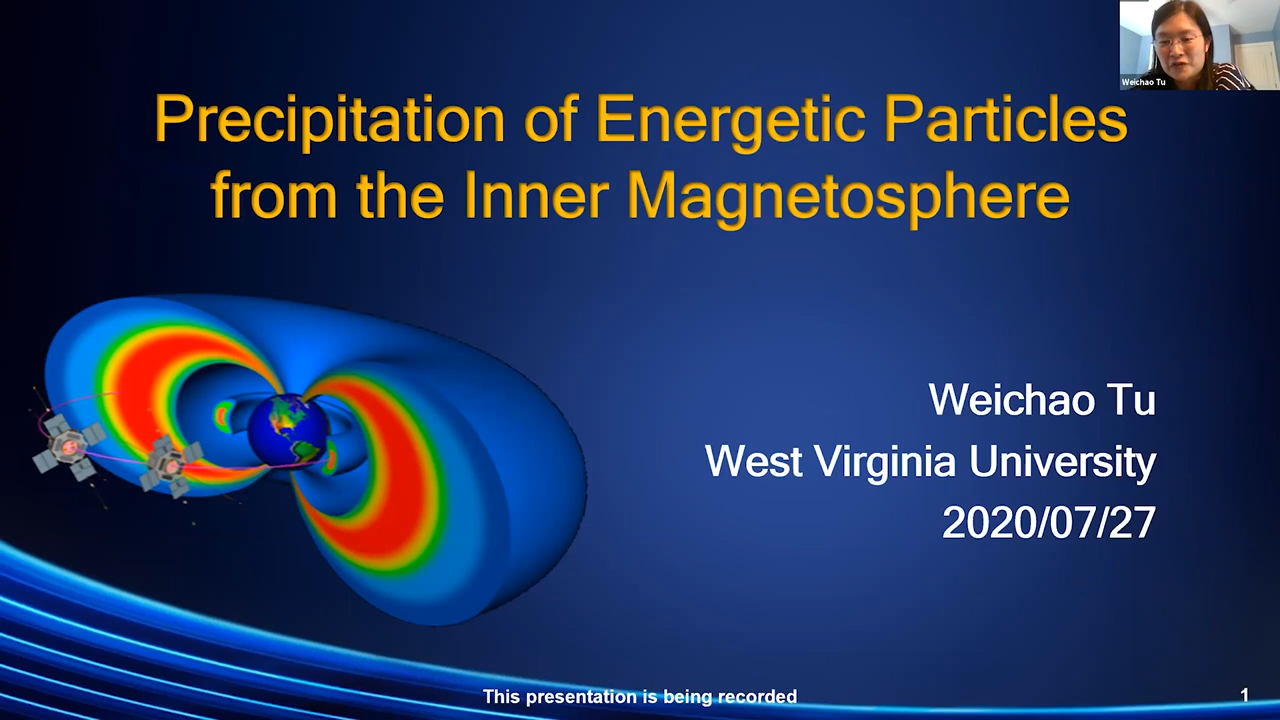 Weichao Tu
Precipitation of Energetic Particles
from the Inner Magnetosphere
Weichao Tu
West Virginia University
2020/07/27
This presentation is being recorded
1